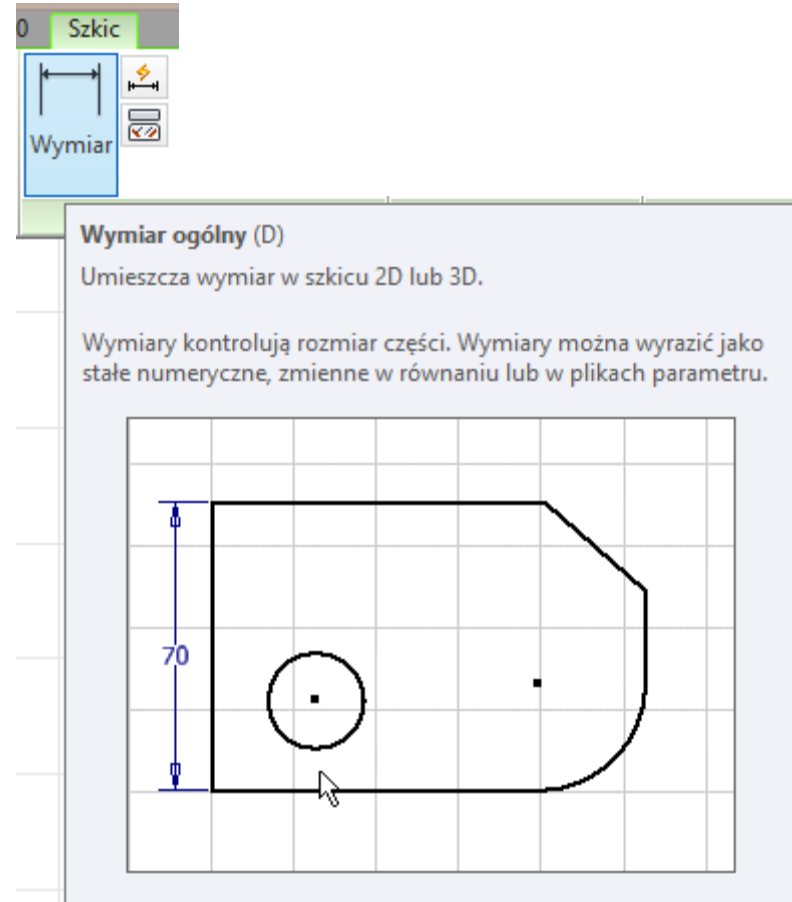 0 Szkic
Wymiar
Wymiar ogólny (D)
Umieszcza wymiar w szkicu 2D lub 3D.
Wymiary kontrolują rozmiar części. Wymiary można wyrazić jako
stałe numeryczne, zmienne w równaniu lub w plikach parametru.
70